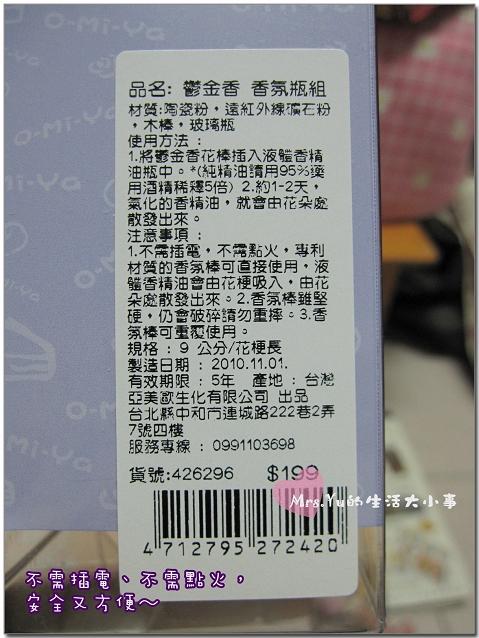 O-Mi-Ya
O-Mi-Ya
O-Mi-Ya
品名: 鬱金香 香氛瓶組
材質:陶瓷粉，遠紅外線礦石粉
，木棒，玻璃瓶
使用方法：
1.將鬱金香花棒插入液體香精
油瓶中。*(純精油請用95%藥
用酒精稀釋5倍) 2.約1-2天，
氣化的香精油，就會由花朵處
散發出來。
注意事項：
1.不需插電，不需點火，專利
材質的香氛棒可直接使用，液
體香精油會由花梗吸入，由花
朵處散發出來。2.香氛棒雖堅
硬，仍會破碎請勿重摔。3.香
氛棒可重覆使用。
規格：9 公分/花梗長
製造日期：2010.11.01.
有效期限：5年 產地：台灣
亞美歐生化有限公司 出品
台北縣中和市連城路222巷2弄
7號四樓
服務專線：0991103698
貨號:426296 $199
4 712795 272420
Mrs.Yu的生活大小事
不需插電、不需點火，
安全又方便~